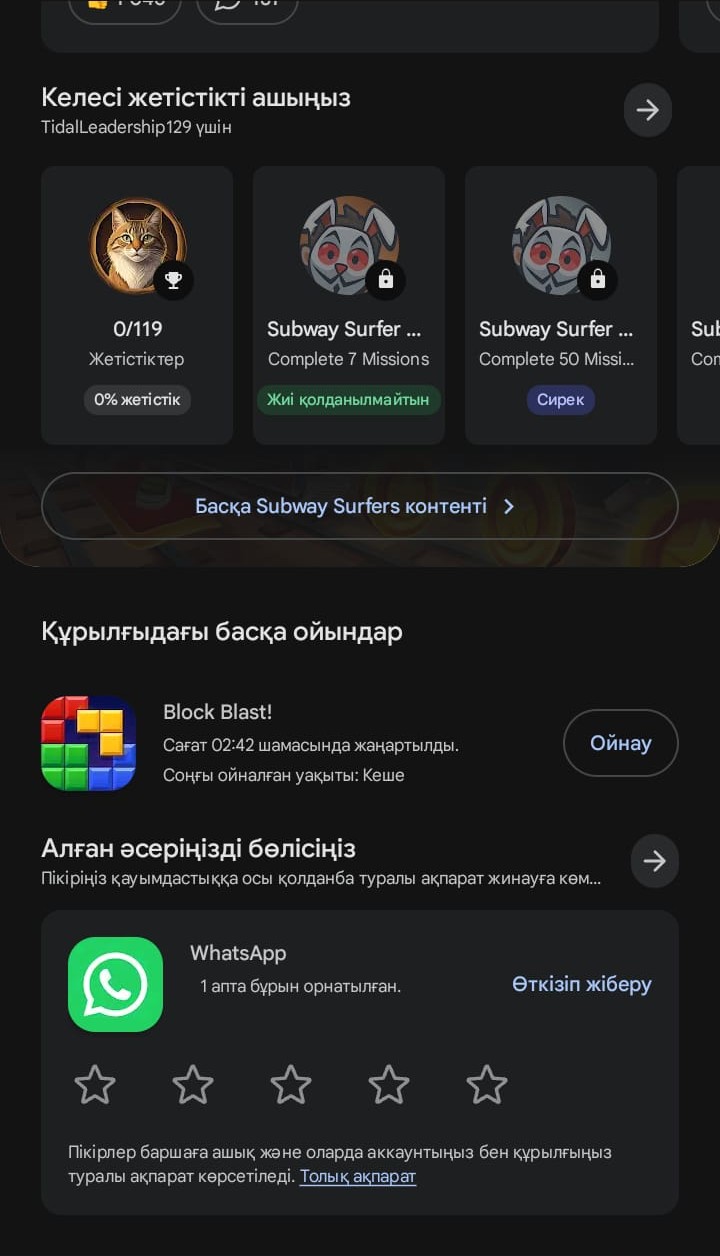 Келесі жетістікті ашыңыз
TidalLeadership129 үшін
0/119
Жетістіктер
0% жетістік
Subway Surfer ...
Complete 7 Missions
Жиі қолданылмайтын
Subway Surfer ...
Complete 50 Missi...
Сирек
Басқа Subway Surfers контенті
Құрылғыдағы басқа ойындар
Block Blast!
Сағат 02:42 шамасында жаңартылды.
Соңғы ойналған уақыты: Кеше
Ойнау
Алған әсеріңізді бөлісіңіз
Пікіріңіз қауымдастыққа осы қолданба туралы ақпарат жинауға көм...
WhatsApp
1 апта бұрын орнатылған.
Өткізіп жіберу
Пікірлер баршаға ашық және оларда аккаунтыңыз бен құрылғыңыз
туралы ақпарат көрсетіледі. Толық ақпарат